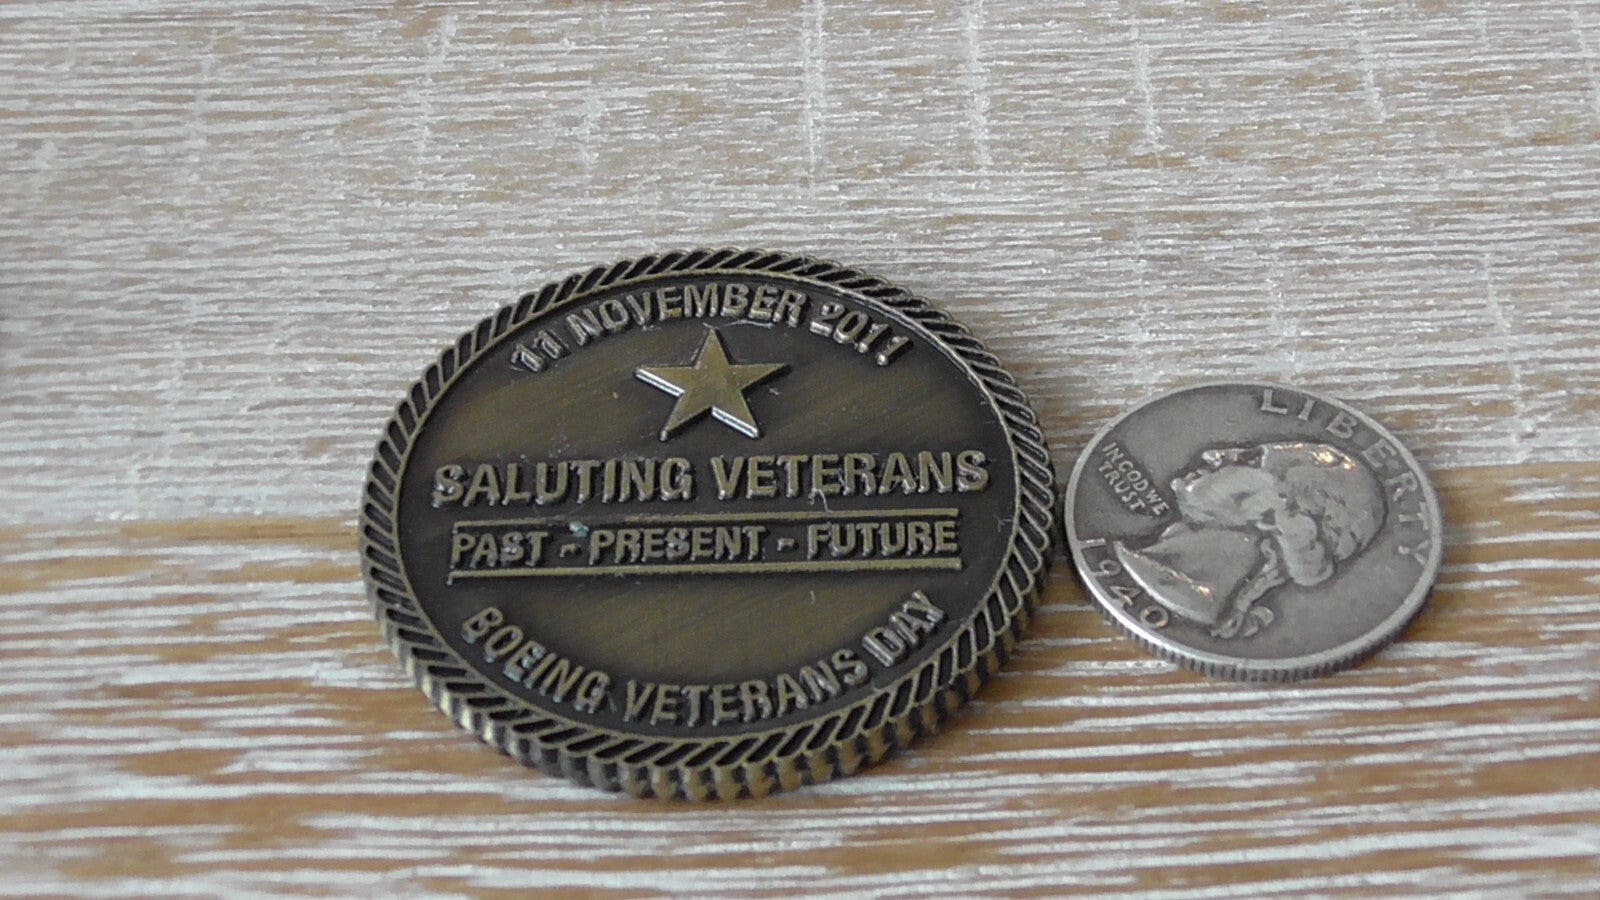 11 NOVEMBER 2011
SALUTING VETERANS
PAST - PRESENT - FUTURE
BOEING VETERANS DAY
LIBERTY
IN GOD WE
TRUST
1940